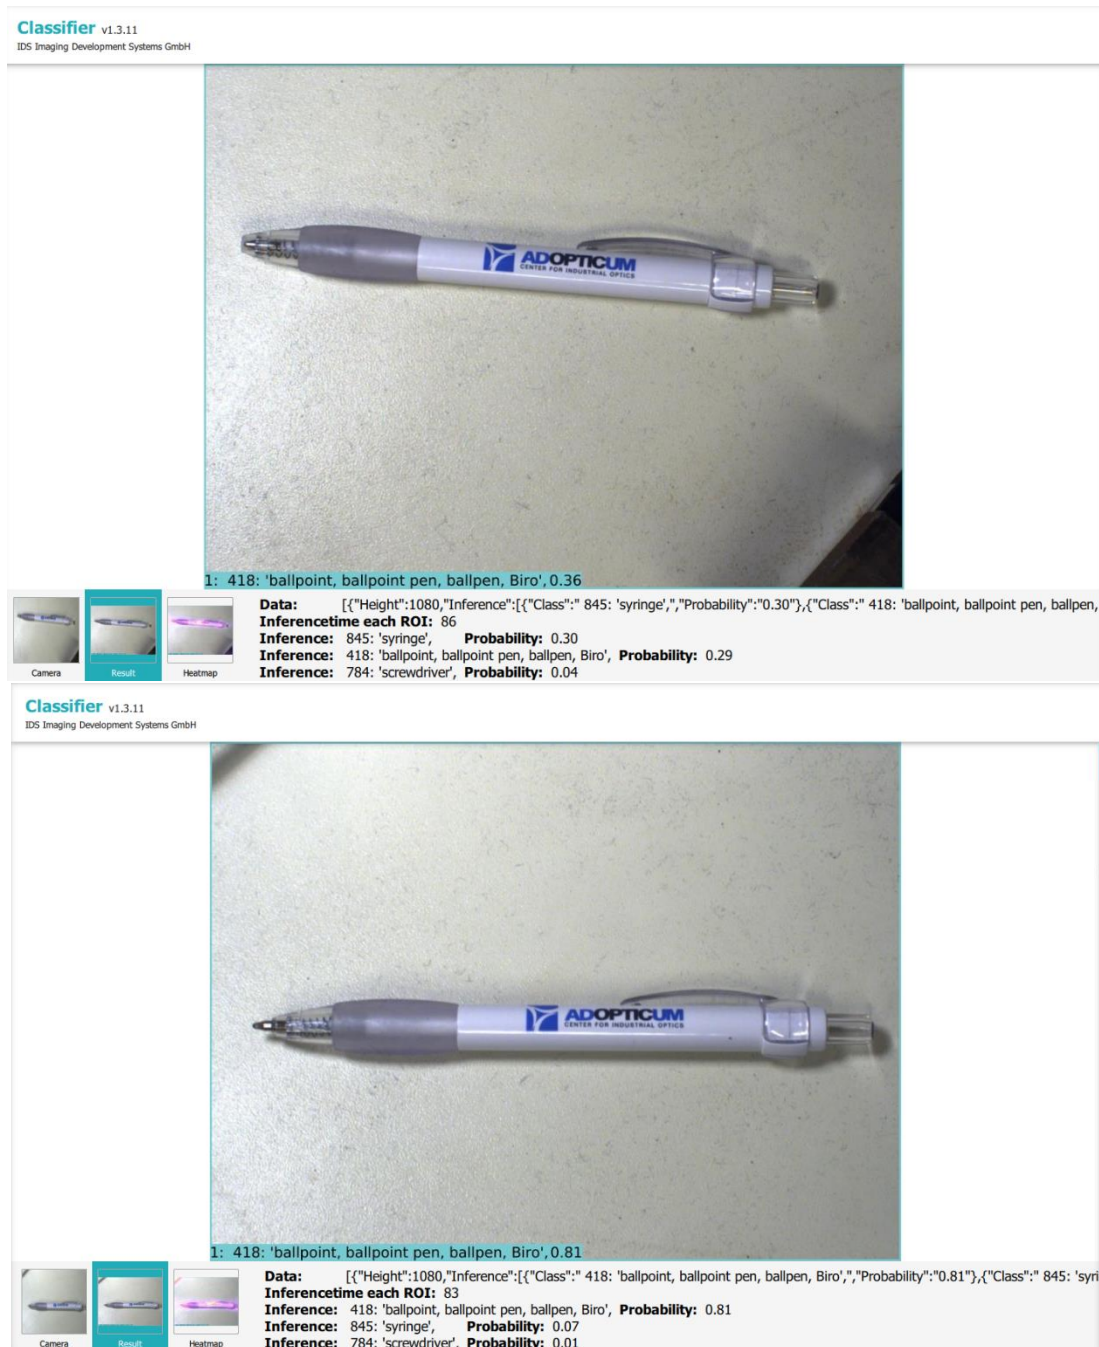 Classifier v1.3.11
IDS Imaging Development Systems GmbH
ADOPTICUM
CENTER FOR INDUSTRIAL OPTICS
1: 418: 'ballpoint, ballpoint pen, ballpen, Biro', 0.36
Data: [{"Height":1080,"Inference":[{"Class":" 845: 'syringe',","Probability":"0.30"},{"Class":" 418: 'ballpoint, ballpoint pen, ballpen,
Inferencetime each ROI: 86
Inference: 845: 'syringe', Probability: 0.30
Inference: 418: 'ballpoint, ballpoint pen, ballpen, Biro', Probability: 0.29
Inference: 784: 'screwdriver', Probability: 0.04
Camera Result Heatmap
Classifier v1.3.11
IDS Imaging Development Systems GmbH
ADOPTICUM
CENTER FOR INDUSTRIAL OPTICS
1: 418: 'ballpoint, ballpoint pen, ballpen, Biro', 0.81
Data: [{"Height":1080,"Inference":[{"Class":" 418: 'ballpoint, ballpoint pen, ballpen, Biro',","Probability":"0.81"},{"Class":" 845: 'syri
Inferencetime each ROI: 83
Inference: 418: 'ballpoint, ballpoint pen, ballpen, Biro', Probability: 0.81
Inference: 845: 'syringe', Probability: 0.07
Inference: 784: 'screwdriver', Probability: 0.01
Camera Result Heatmap